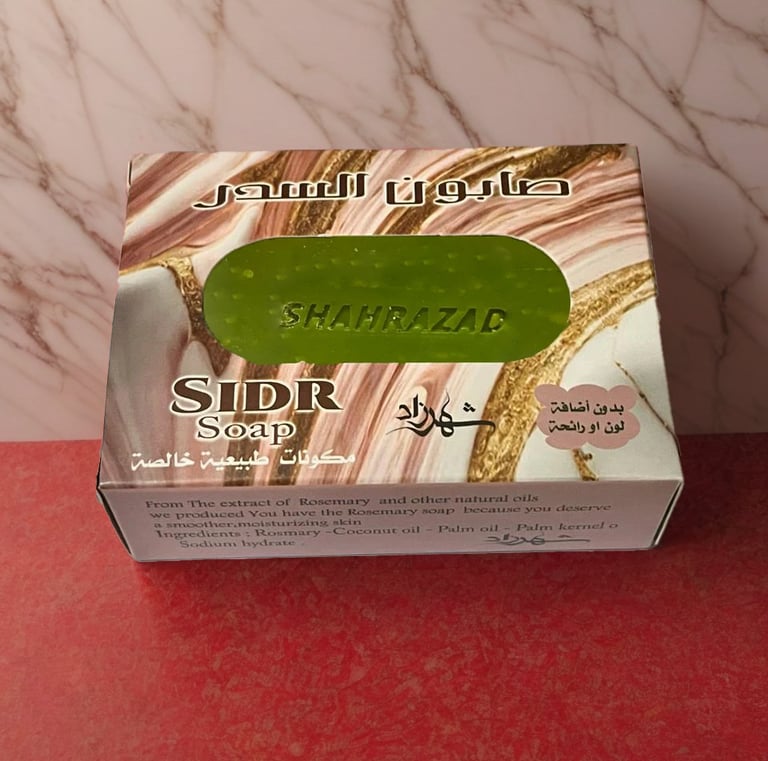 صابون السدر
SHAHRAZAD
SIDR
Soap
شهرزاد
بدون أضافة
لون او رائحة
مكونات طبيعية خالصة
From The extract of Rosemary and other natural oils
we produced You have the Rosemary soap because you deserve
a smoother,moisturizing skin
Ingredients : Rosmary -Coconut oil - Palm oil - Palm kernel o
Sodium hydrate .
شهرزاد